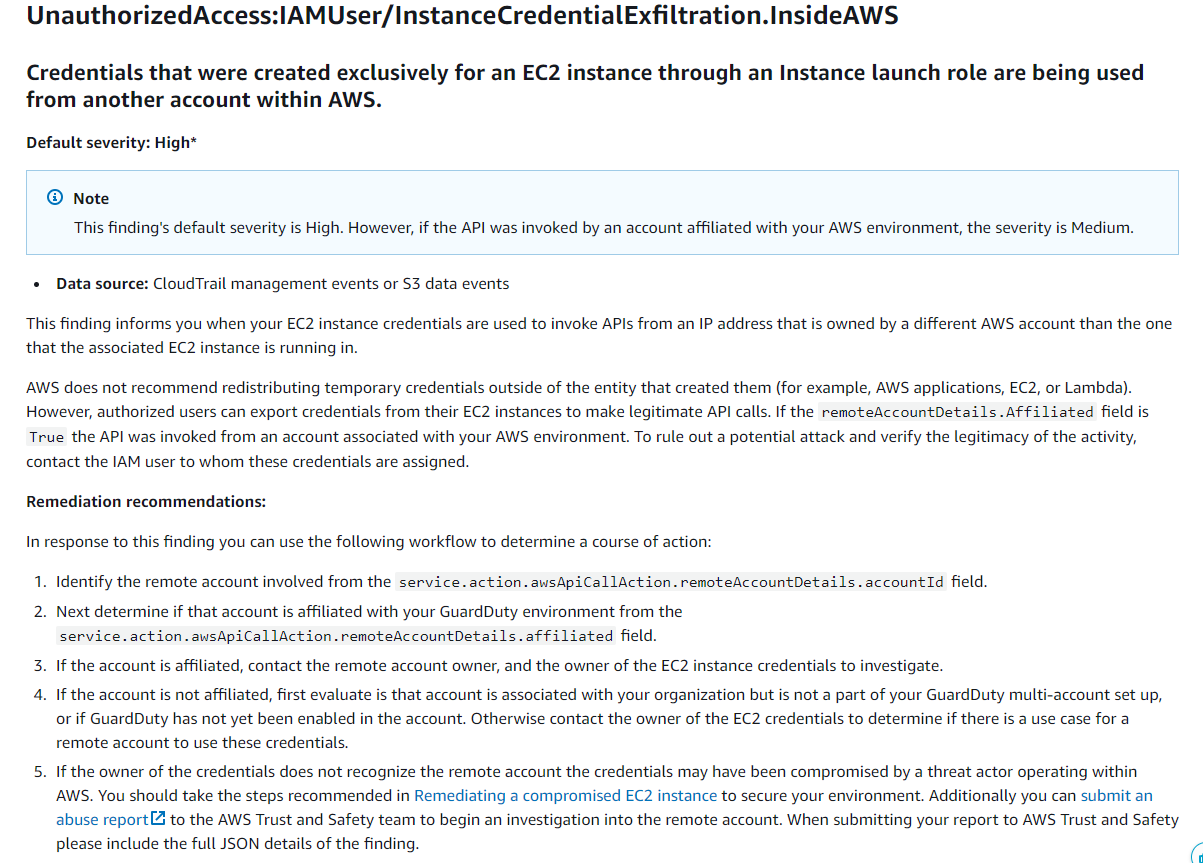 UnauthorizedAccess:IAMUser/InstanceCredentialExfiltration.InsideAWS
Credentials that were created exclusively for an EC2 instance through an Instance launch role are being used
from another account within AWS.
Default severity: High*
Note
This finding's default severity is High. However, if the API was invoked by an account affiliated with your AWS environment, the severity is Medium.
• Data source: CloudTrail management events or S3 data events
This finding informs you when your EC2 instance credentials are used to invoke APIs from an IP address that is owned by a different AWS account than the one
that the associated EC2 instance is running in.
AWS does not recommend redistributing temporary credentials outside of the entity that created them (for example, AWS applications, EC2, or Lambda).
However, authorized users can export credentials from their EC2 instances to make legitimate API calls. If the remoteAccountDetails.Affiliated field is
True the API was invoked from an account associated with your AWS environment. To rule out a potential attack and verify the legitimacy of the activity,
contact the IAM user to whom these credentials are assigned.
Remediation recommendations:
In response to this finding you can use the following workflow to determine a course of action:
1. Identify the remote account involved from the service.action.awsApiCallAction.remoteAccountDetails.accountId field.
2. Next determine if that account is affiliated with your GuardDuty environment from the
service.action.awsApiCallAction.remoteAccountDetails.affiliated field.
3. If the account is affiliated, contact the remote account owner, and the owner of the EC2 instance credentials to investigate.
4. If the account is not affiliated, first evaluate is that account is associated with your organization but is not a part of your GuardDuty multi-account set up,
or if GuardDuty has not yet been enabled in the account. Otherwise contact the owner of the EC2 credentials to determine if there is a use case for a
remote account to use these credentials.
5. If the owner of the credentials does not recognize the remote account the credentials may have been compromised by a threat actor operating within
AWS. You should take the steps recommended in Remediating a compromised EC2 instance to secure your environment. Additionally you can submit an
abuse report to the AWS Trust and Safety team to begin an investigation into the remote account. When submitting your report to AWS Trust and Safety
please include the full JSON details of the finding.